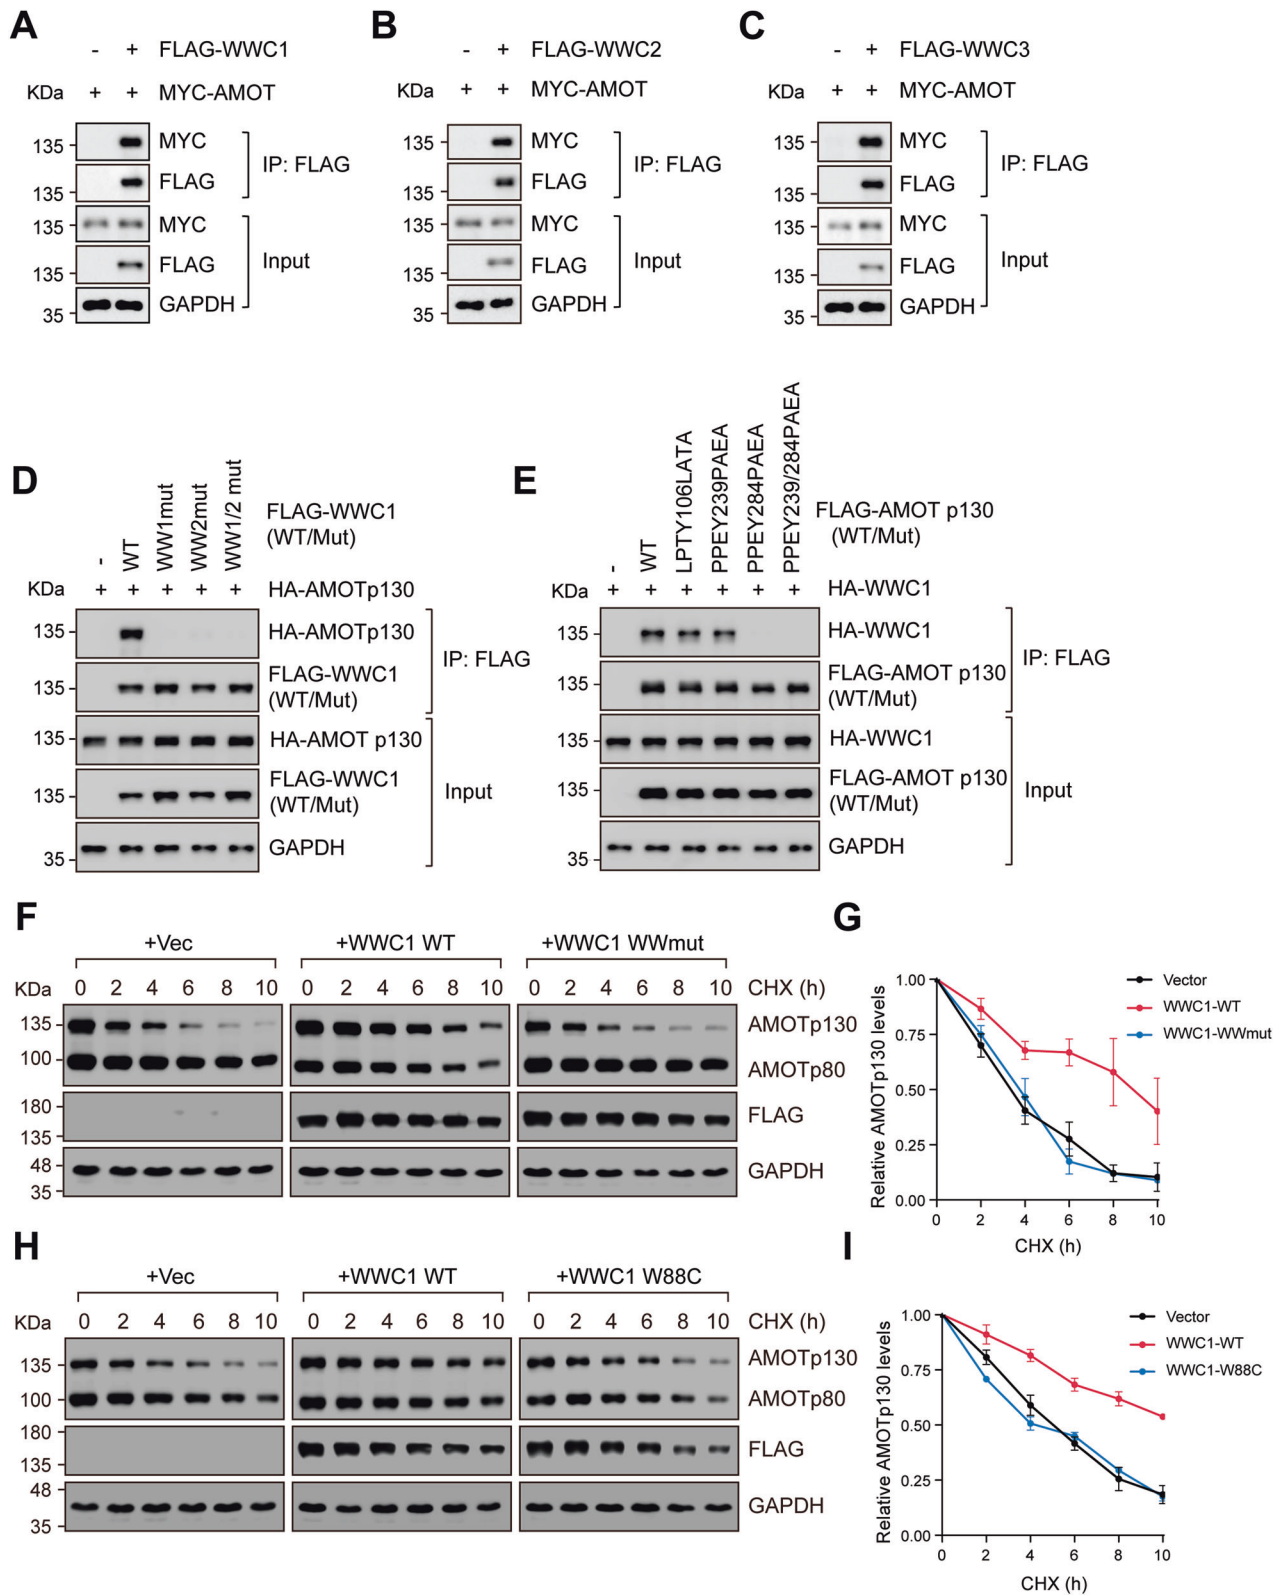 A
- + FLAG-WWC1
KDa + + MYC-AMOT
135 MYC
135 FLAG
IP: FLAG
135 MYC
135 FLAG
35 GAPDH
Input
B
- + FLAG-WWC2
KDa + + MYC-AMOT
135 MYC
135 FLAG
IP: FLAG
135 MYC
135 FLAG
35 GAPDH
Input
C
- + FLAG-WWC3
KDa + + MYC-AMOT
135 MYC
135 FLAG
IP: FLAG
135 MYC
135 FLAG
35 GAPDH
Input
D
- WT WW1mut WW2mut WW1/2 mut
FLAG-WWC1
(WT/Mut)
KDa + + + + + HA-AMOTp130
135 HA-AMOTp130
135 FLAG-WWC1
(WT/Mut)
IP: FLAG
135 HA-AMOT p130
135 FLAG-WWC1
(WT/Mut)
35 GAPDH
Input
E
- WT LPTY106LATA PPEY239PAEA PPEY284PAEA PPEY239/284PAEA
FLAG-AMOT p130
(WT/Mut)
KDa + + + + + + HA-WWC1
135 HA-WWC1
135 FLAG-AMOT p130
(WT/Mut)
IP: FLAG
135 HA-WWC1
135 FLAG-AMOT p130
(WT/Mut)
35 GAPDH
Input
F
+Vec +WWC1 WT +WWC1 WWmut
KDa 0 2 4 6 8 10 0 2 4 6 8 10 0 2 4 6 8 10 CHX (h)
135 AMOTp130
100 AMOTp80
180 FLAG
135
48 GAPDH
35
G
Relative AMOTp130 levels
1.00
0.75
0.50
0.25
0.00
0 2 4 6 8 10
CHX (h)
Vector
WWC1-WT
WWC1-WWmut
H
+Vec +WWC1 WT +WWC1 W88C
KDa 0 2 4 6 8 10 0 2 4 6 8 10 0 2 4 6 8 10 CHX (h)
135 AMOTp130
100 AMOTp80
180 FLAG
135
48 GAPDH
35
I
Relative AMOTp130 levels
1.00
0.75
0.50
0.25
0.00
0 2 4 6 8 10
CHX (h)
Vector
WWC1-WT
WWC1-W88C